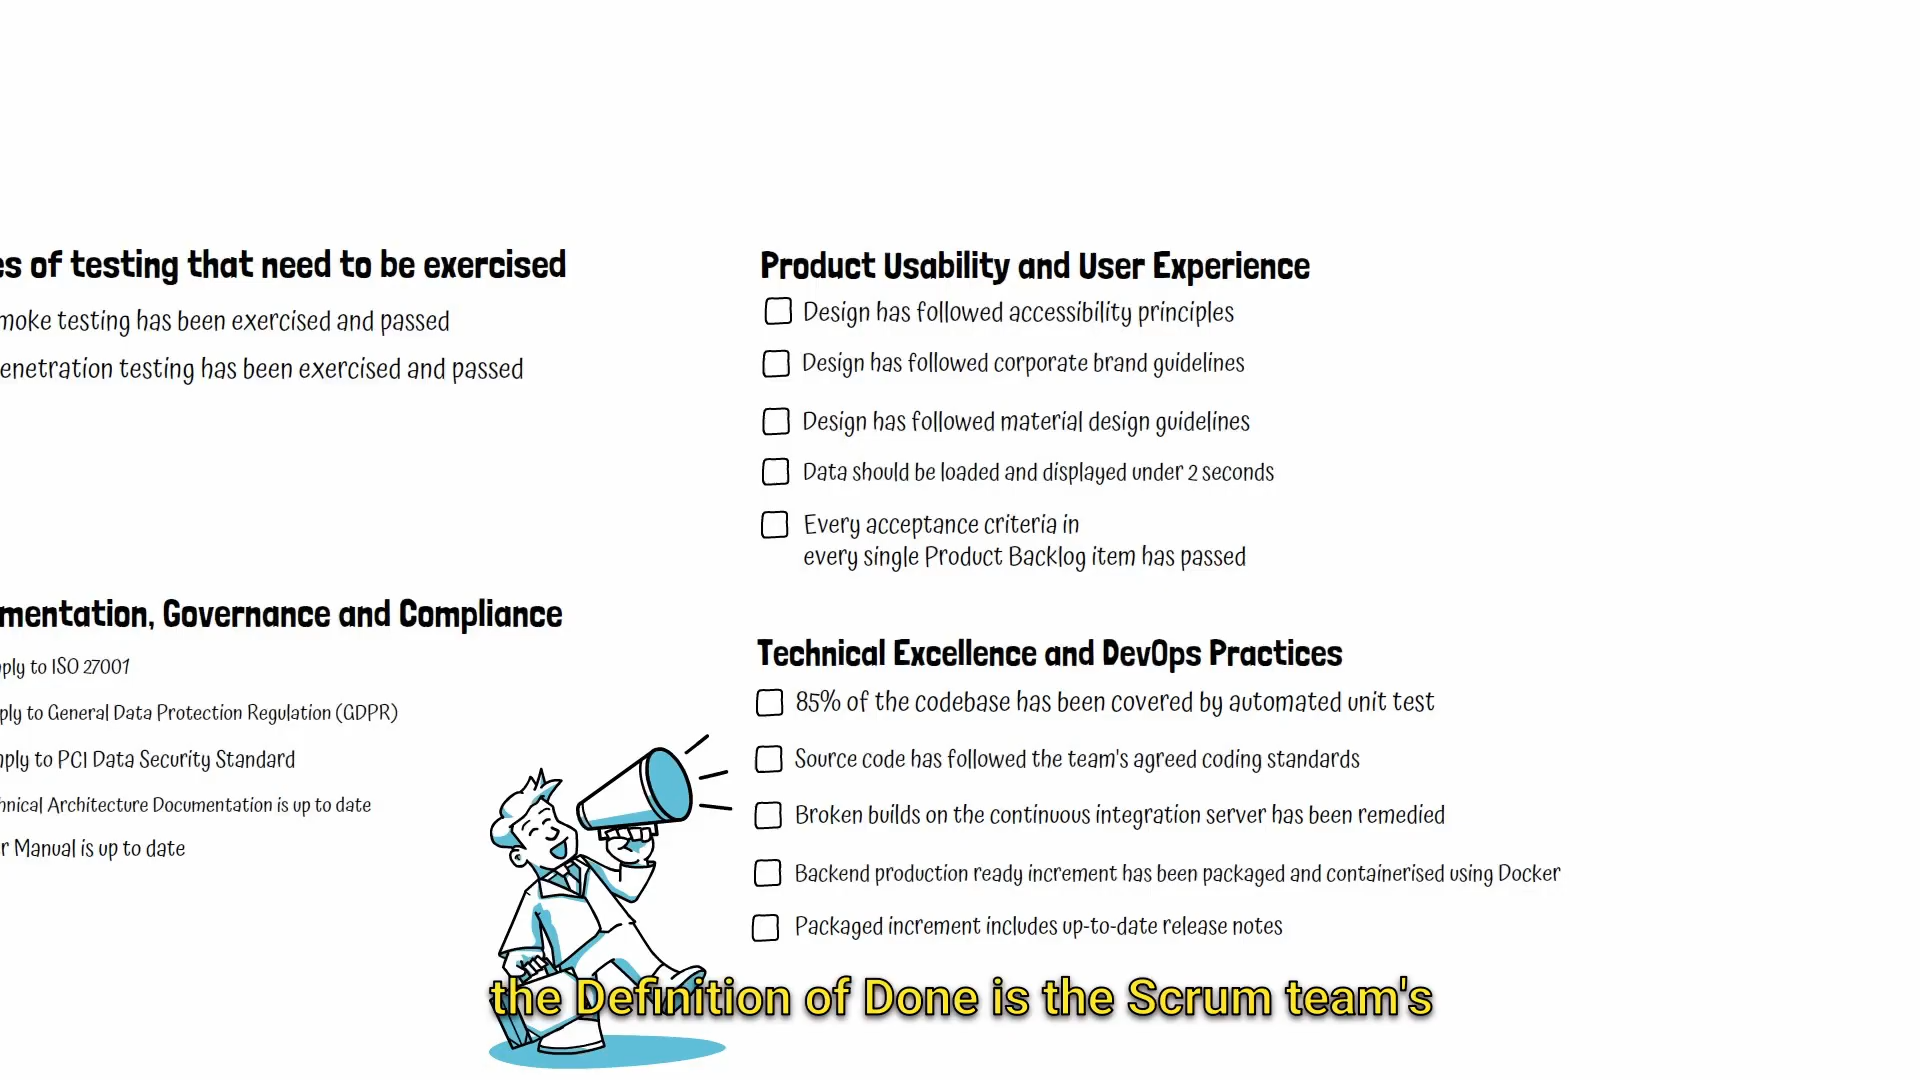 es of testing that need to be exercised
moke testing has been exercised and passed
enetration testing has been exercised and passed
mentation, Governance and Compliance
ply to ISO 27001
ply to General Data Protection Regulation (GDPR)
ply to PCI Data Security Standard
hnical Architecture Documentation is up to date
r Manual is up to date
Product Usability and User Experience
Design has followed accessibility principles
Design has followed corporate brand guidelines
Design has followed material design guidelines
Data should be loaded and displayed under 2 seconds
Every acceptance criteria in
every single Product Backlog item has passed
Technical Excellence and DevOps Practices
85% of the codebase has been covered by automated unit test
Source code has followed the team's agreed coding standards
Broken builds on the continuous integration server has been remedied
Backend production ready increment has been packaged and containerised using Docker
Packaged increment includes up-to-date release notes
the Definition of Done is the Scrum team's